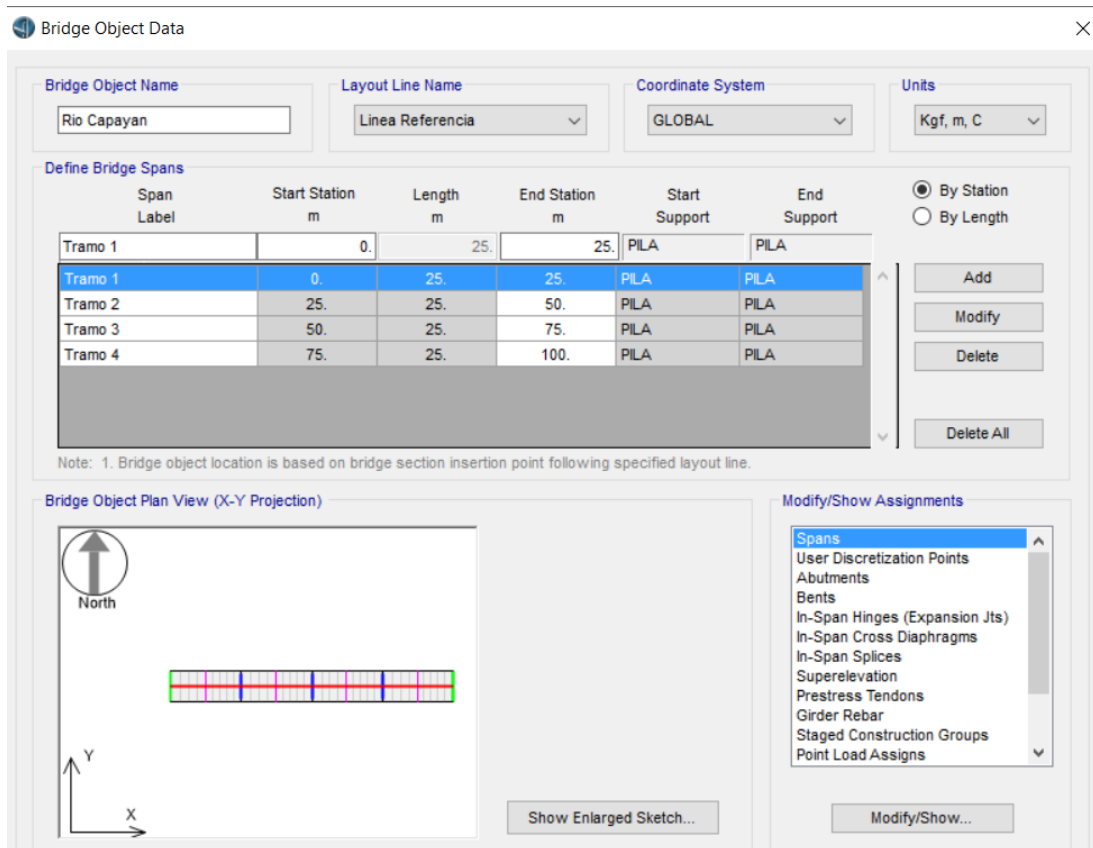 Bridge Object Data
Bridge Object Name
Layout Line Name
Coordinate System
Units
Rio Capayan
Linea Referencia
GLOBAL
Kgf, m, C
Define Bridge Spans
Span Label
Start Station m
Length m
End Station m
Start Support
End Support
Tramo 1 0. 25. 25. PILA PILA
Tramo 1 0. 25. 25. PILA PILA
Tramo 2 25. 25. 50. PILA PILA
Tramo 3 50. 25. 75. PILA PILA
Tramo 4 75. 25. 100. PILA PILA
By Station
By Length
Add
Modify
Delete
Delete All
Note: 1. Bridge object location is based on bridge section insertion point following specified layout line.
Bridge Object Plan View (X-Y Projection)
North
Y
X
Show Enlarged Sketch...
Modify/Show Assignments
Spans
User Discretization Points
Abutments
Bents
In-Span Hinges (Expansion Jts)
In-Span Cross Diaphragms
In-Span Splices
Superelevation
Prestress Tendons
Girder Rebar
Staged Construction Groups
Point Load Assigns
Modify/Show...